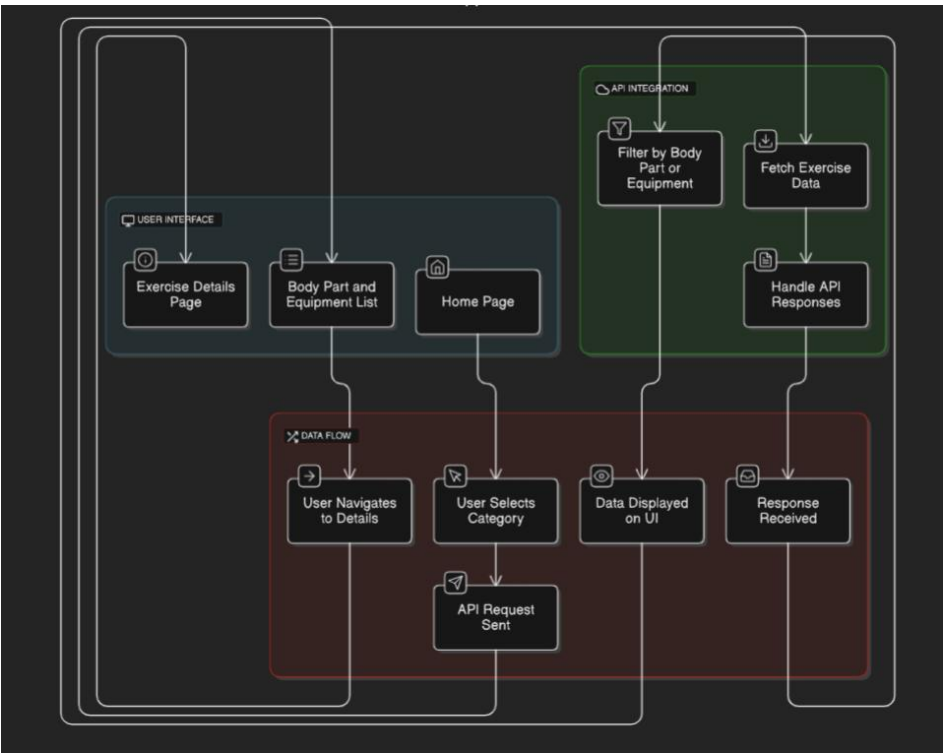 API INTEGRATION
Filter by Body
Part or
Equipment
Fetch Exercise
Data
USER INTERFACE
Exercise Details
Page
Body Part and
Equipment List
Home Page
Handle API
Responses
DATA FLOW
User Navigates
to Details
User Selects
Category
Data Displayed
on UI
Response
Received
API Request
Sent